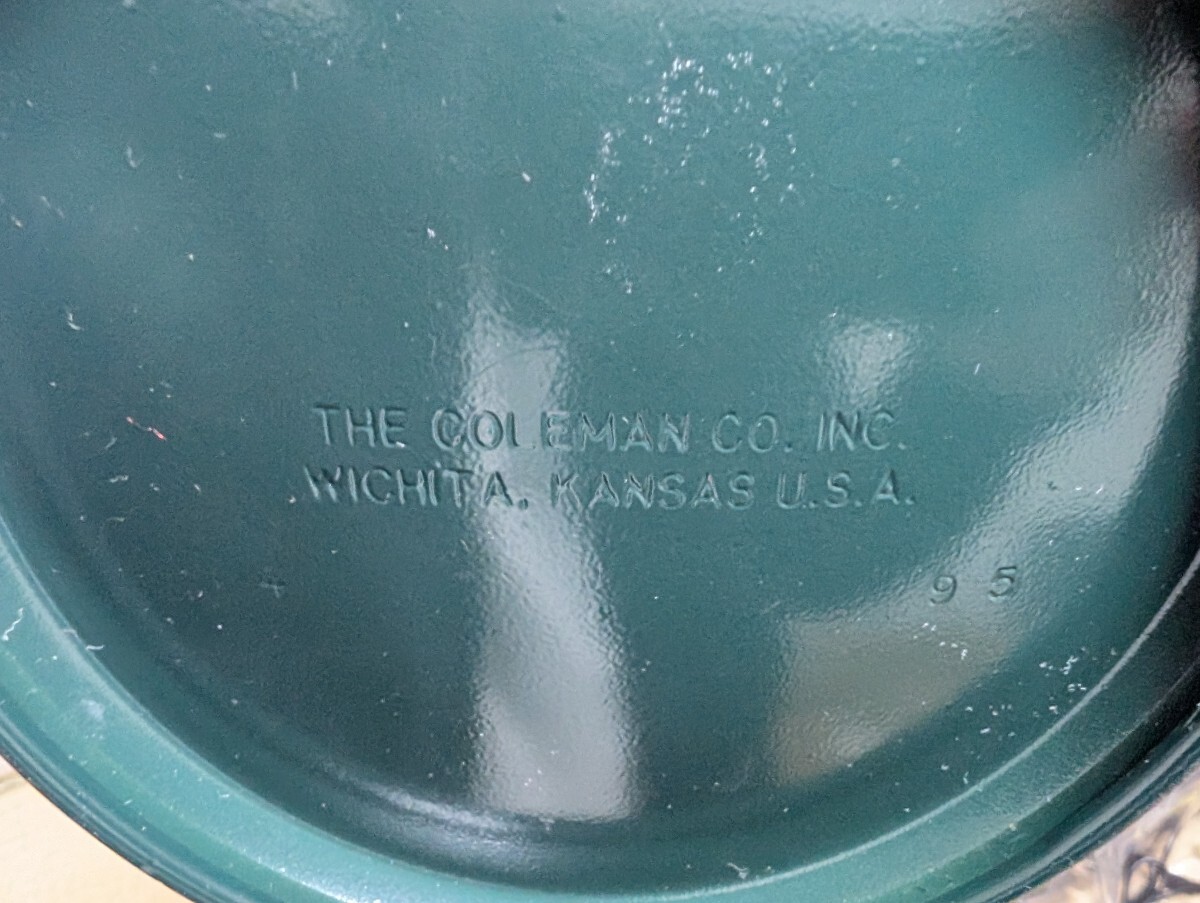 THE COLEMAN CO. INC.
WICHITA, KANSAS U.S.A.
9 5